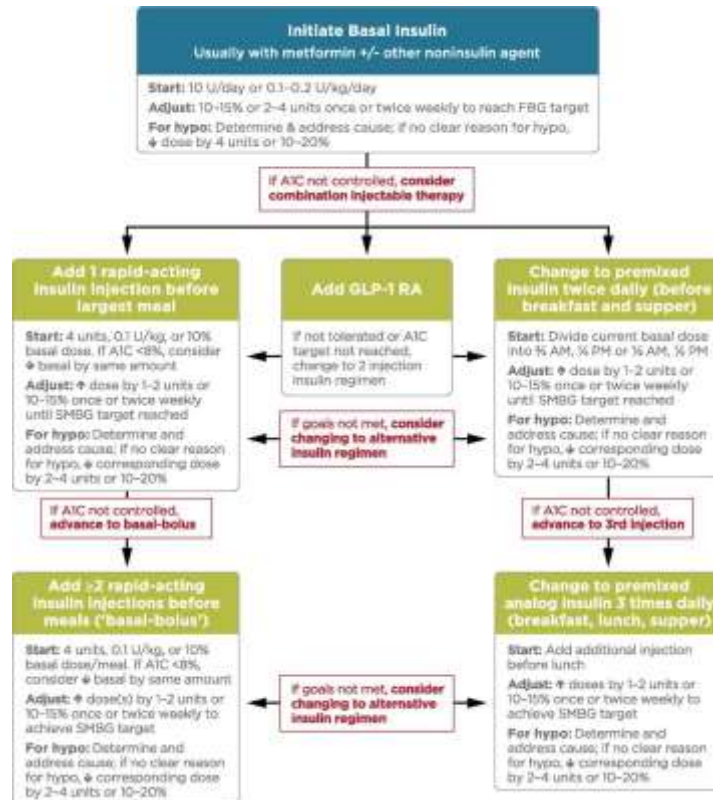 Initiate Basal Insulin
Usually with metformin +/- other noninsulin agent
Start: 10 U/day or 0.1–0.2 U/kg/day
Adjust: 10–15% or 2–4 units once or twice weekly to reach FBG target
For hypo: Determine & address cause; if no clear reason for hypo,
↓ dose by 4 units or 10–20%
If A1C not controlled, consider
combination injectable therapy
Add 1 rapid-acting
insulin injection before
largest meal
Start: 4 units, 0.1 U/kg, or 10%
basal dose. If A1C <8%, consider
↓ basal by same amount
Adjust: ↑ dose by 1–2 units or
10–15% once or twice weekly
until SMBG target reached
For hypo: Determine and
address cause; if no clear reason
for hypo, ↓ corresponding dose
by 2–4 units or 10–20%
Add GLP-1 RA
If not tolerated or A1C
target not reached,
change to 2 injection
insulin regimen
If goals not met, consider
changing to alternative
insulin regimen
Change to premixed
insulin twice daily (before
breakfast and supper)
Start: Divide current basal dose
into ⅔ AM, ⅓ PM or ½ AM, ½ PM
Adjust: ↑ dose by 1–2 units or
10–15% once or twice weekly
until SMBG target reached
For hypo: Determine and
address cause; if no clear reason
for hypo, ↓ corresponding dose
by 2–4 units or 10–20%
If A1C not controlled,
advance to basal-bolus
If A1C not controlled,
advance to 3rd injection
Add ≥2 rapid-acting
insulin injections before
meals ('basal-bolus')
Start: 4 units, 0.1 U/kg, or 10%
basal dose/meal. If A1C <8%,
consider ↓ basal by same amount
Adjust: ↑ dose(s) by 1–2 units or
10–15% once or twice weekly to
achieve SMBG target
For hypo: Determine and
address cause; if no clear reason
for hypo, ↓ corresponding dose
by 2–4 units or 10–20%
If goals not met, consider
changing to alternative
insulin regimen
Change to premixed
analog insulin 3 times daily
(breakfast, lunch, supper)
Start: Add additional injection
before lunch
Adjust: ↑ doses by 1–2 units or
10–15% once or twice weekly to
achieve SMBG target
For hypo: Determine and
address cause; if no clear reason
for hypo, ↓ corresponding dose
by 2–4 units or 10–20%